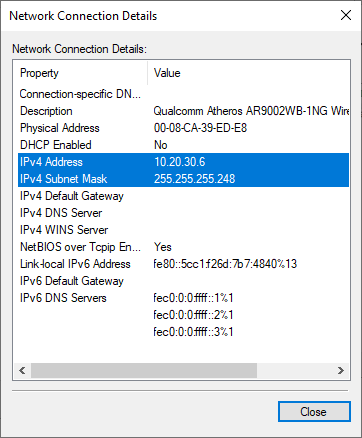 Network Connection Details
Network Connection Details:
Property Value
Connection-specific DN...
Description Qualcomm Atheros AR9002WB-1NG Wire
Physical Address 00-08-CA-39-ED-E8
DHCP Enabled No
IPv4 Address 10.20.30.6
IPv4 Subnet Mask 255.255.255.248
IPv4 Default Gateway
IPv4 DNS Server
IPv4 WINS Server
NetBIOS over Tcpip En... Yes
Link-local IPv6 Address fe80::5cc1:f26d:7b7:4840%13
IPv6 Default Gateway
IPv6 DNS Servers fec0:0:0:ffff::1%1
fec0:0:0:ffff::2%1
fec0:0:0:ffff::3%1
Close